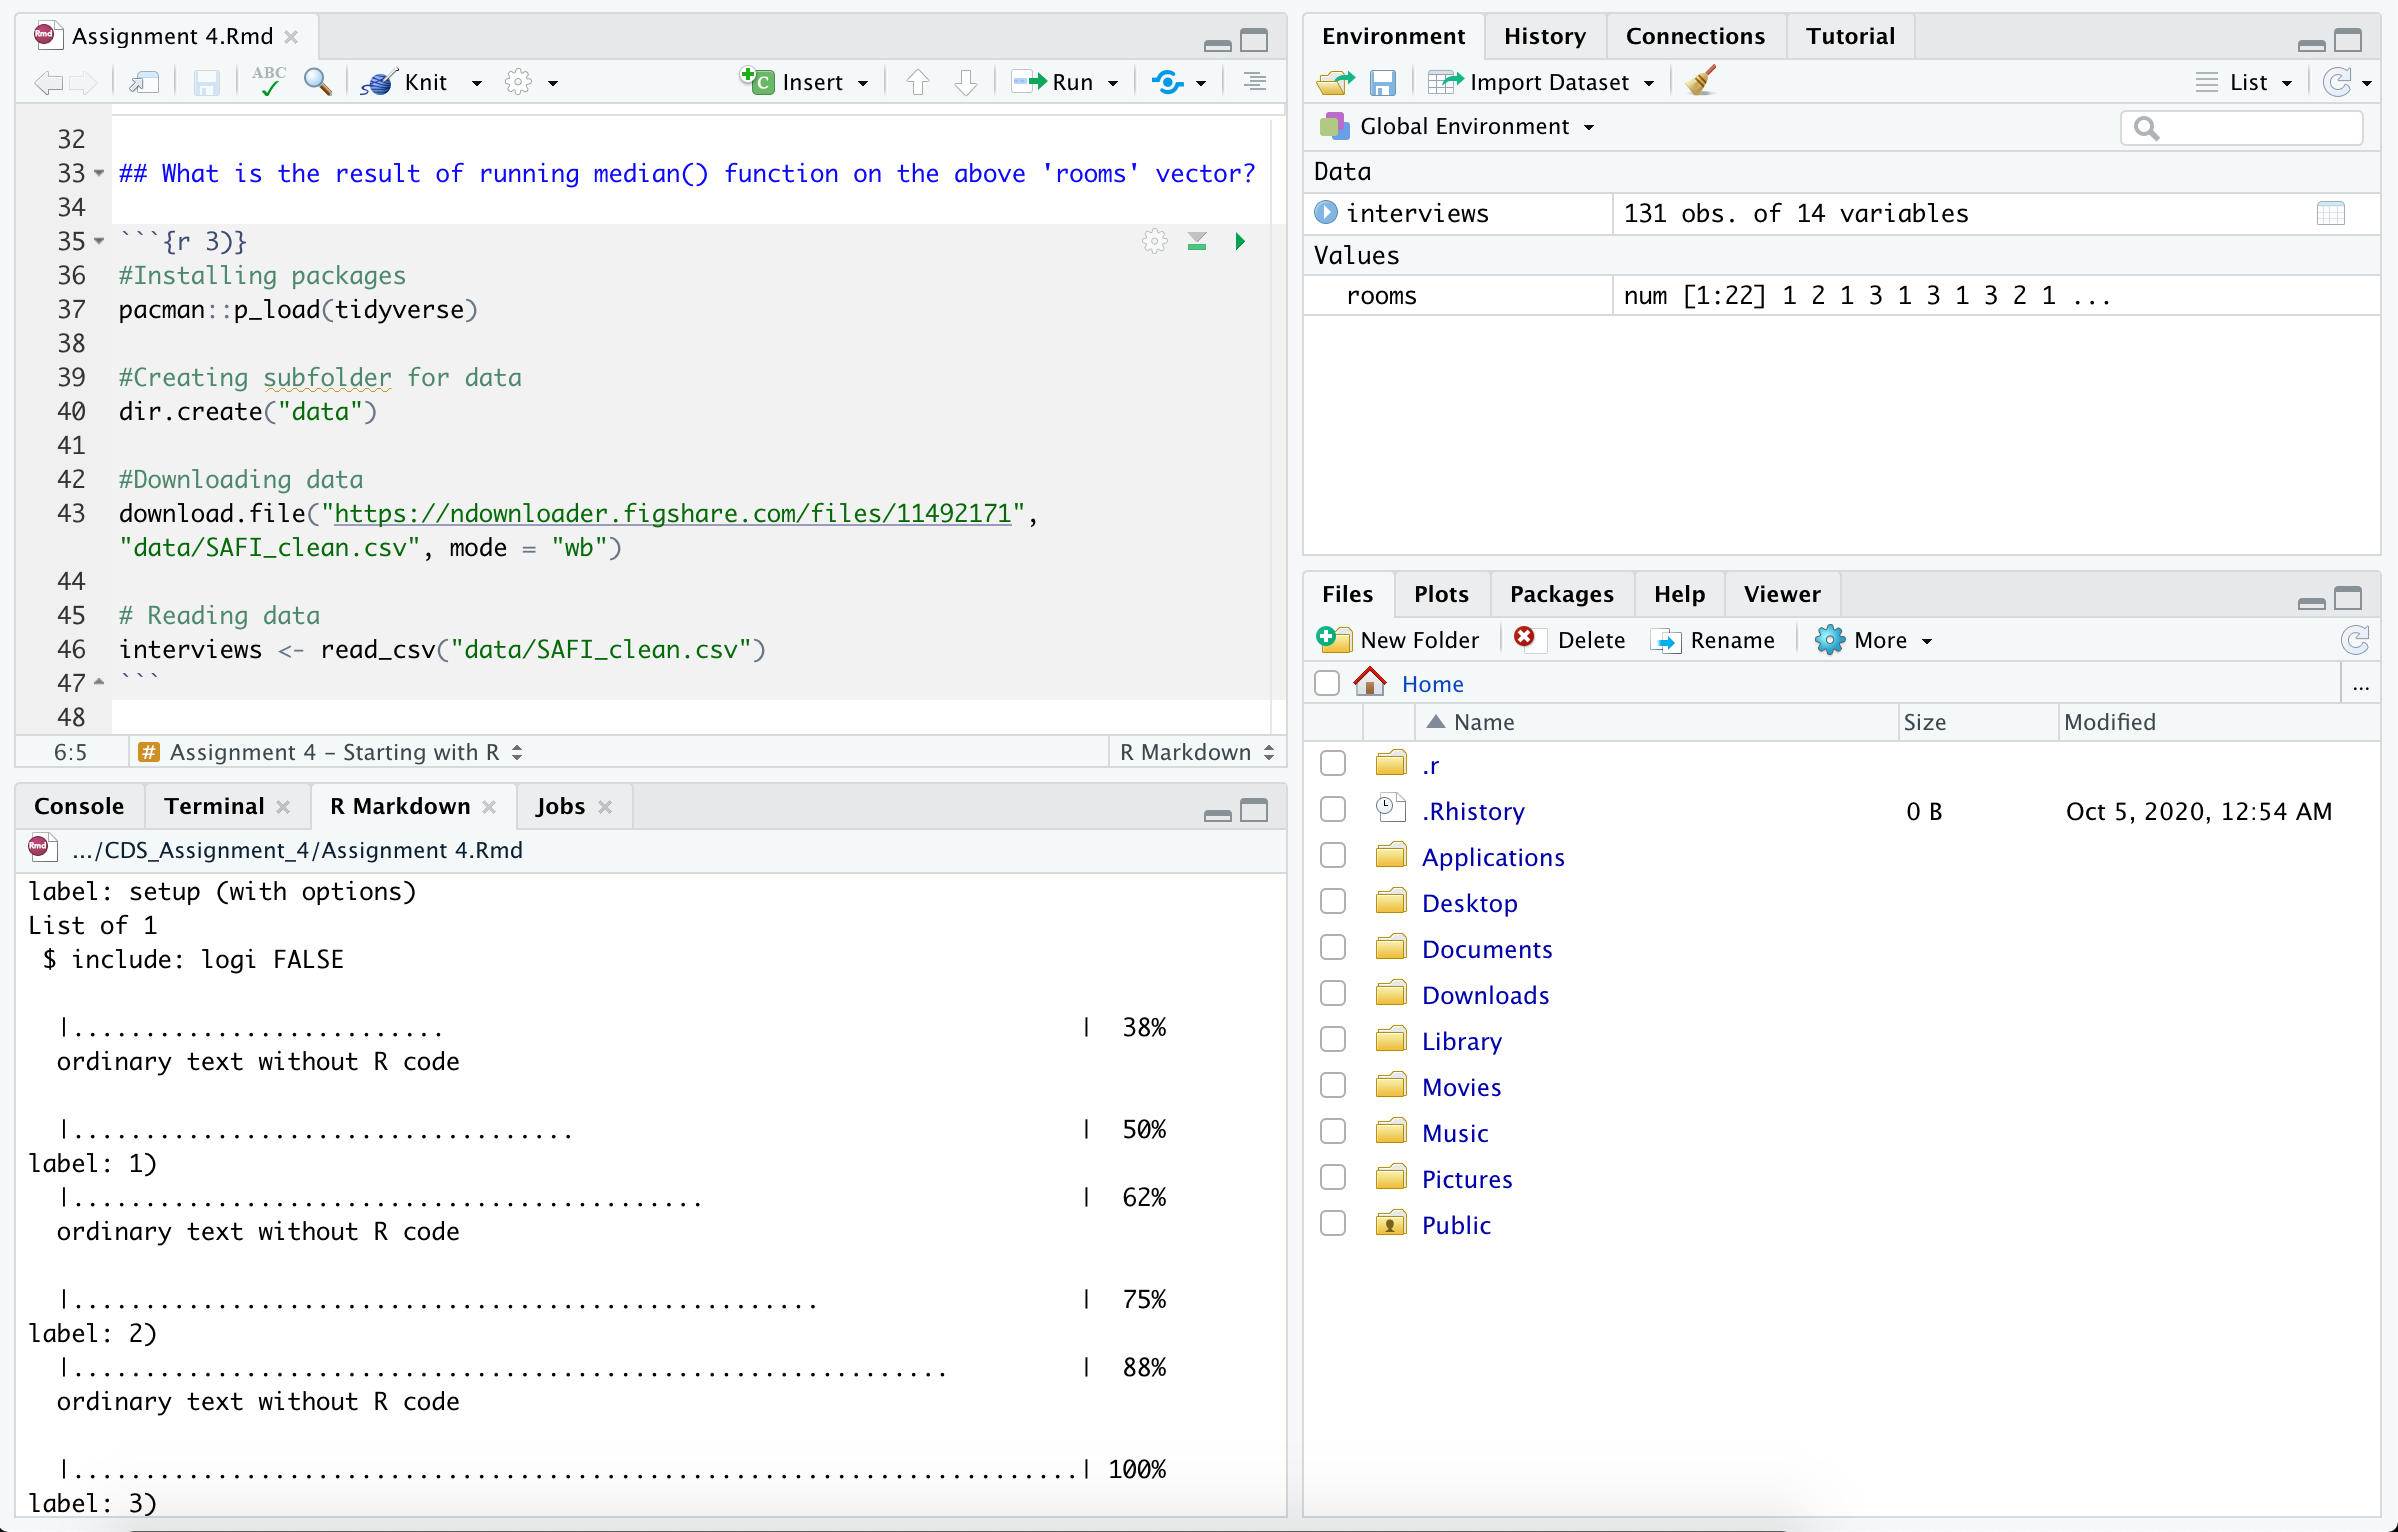 Assignment 4.Rmd
ABC Knit Insert Run
32
33 ## What is the result of running median() function on the above 'rooms' vector?
34
35 ```{r 3)}
36 #Installing packages
37 pacman::p_load(tidyverse)
38
39 #Creating subfolder for data
40 dir.create("data")
41
42 #Downloading data
43 download.file("https://ndownloader.figshare.com/files/11492171",
"data/SAFI_clean.csv", mode = "wb")
44
45 # Reading data
46 interviews <- read_csv("data/SAFI_clean.csv")
47 ```
48
6:5 # Assignment 4 – Starting with R R Markdown
Console Terminal R Markdown Jobs
Rmd .../CDS_Assignment_4/Assignment 4.Rmd
label: setup (with options)
List of 1
$ include: logi FALSE
|.......................... | 38%
ordinary text without R code
|................................... | 50%
label: 1)
|............................................ | 62%
ordinary text without R code
|.................................................... | 75%
label: 2)
|............................................................. | 88%
ordinary text without R code
|......................................................................| 100%
label: 3)
Environment History Connections Tutorial
Import Dataset List
Global Environment
Data
interviews 131 obs. of 14 variables
Values
rooms num [1:22] 1 2 1 3 1 3 1 3 2 1 ...
Files Plots Packages Help Viewer
New Folder Delete Rename More
Home ...
Name Size Modified
.r
.Rhistory 0 B Oct 5, 2020, 12:54 AM
Applications
Desktop
Documents
Downloads
Library
Movies
Music
Pictures
Public